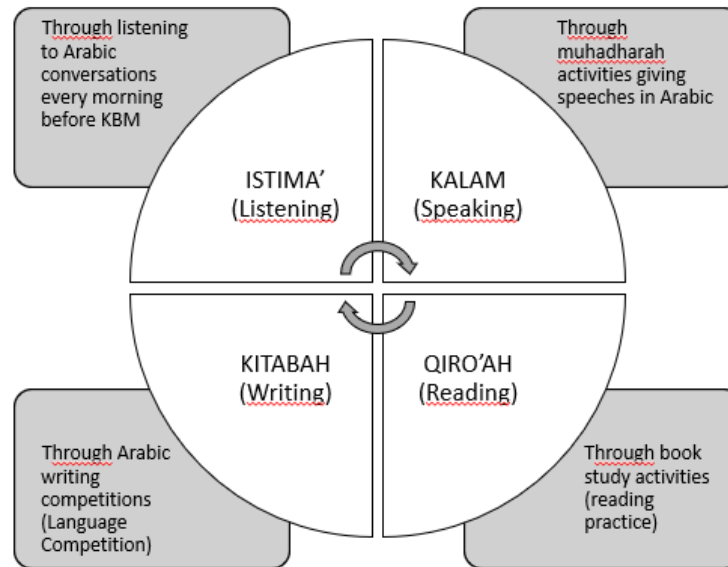 Through listening
to Arabic
conversations
every morning
before KBM
Through
muhadharah
activities giving
speeches in Arabic
ISTIMA’
(Listening)
KALAM
(Speaking)
KITABAH
(Writing)
QIRO’AH
(Reading)
Through Arabic
writing
competitions
(Language
Competition)
Through book
study activities
(reading
practice)